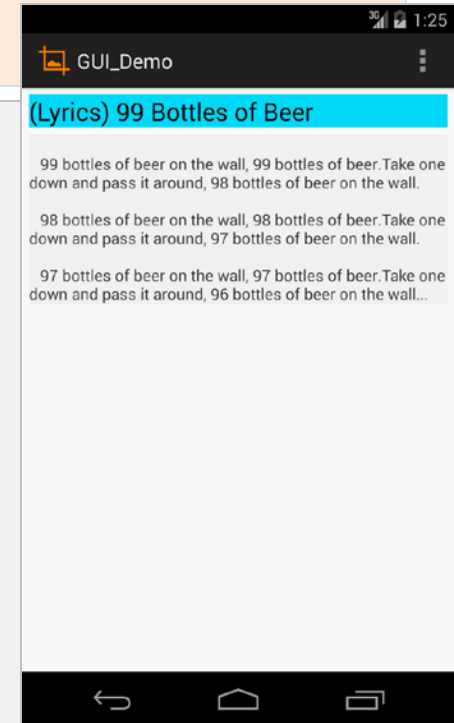 3G 1:25
GUI_Demo
(Lyrics) 99 Bottles of Beer
99 bottles of beer on the wall, 99 bottles of beer.Take one
down and pass it around, 98 bottles of beer on the wall.
98 bottles of beer on the wall, 98 bottles of beer.Take one
down and pass it around, 97 bottles of beer on the wall.
97 bottles of beer on the wall, 97 bottles of beer.Take one
down and pass it around, 96 bottles of beer on the wall...